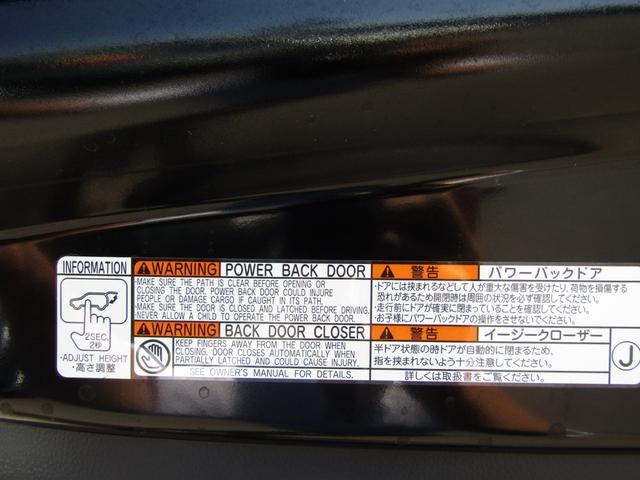 INFORMATION
2SEC.
2秒
·ADJUST HEIGHT
·高さ調整
WARNING POWER BACK DOOR
·MAKE SURE THE PATH IS CLEAR BEFORE OPENING OR
CLOSING THE DOOR. POWER BACK DOOR COULD INJURE
PEOPLE OR DAMAGE CARGO IF CAUGHT IN ITS PATH.
·MAKE SURE THE DOOR IS CLOSED AND LATCHED BEFORE DRIVING.
·NEVER ALLOW A CHILD TO OPERATE THE POWER BACK DOOR.
WARNING BACK DOOR CLOSER
KEEP FINGERS AWAY FROM THE DOOR WHEN
CLOSING. DOOR CLOSES AUTOMATICALLY WHEN
PARTIALLY LATCHED AND COULD CAUSE INJURY.
SEE OWNER'S MANUAL FOR DETAILS.
警告 パワーバックドア
·ドアには挟まれるなどして人が重大な傷害を受けたり、荷物を損傷する
恐れがあるため開閉時は周囲の状況を必ず確認してください。
·走行前にドアが確実に閉まっていることを確認してください。
·お子様にパワーバックドアの操作をさせないでください。
警告 イージークローザー
半ドア状態の時ドアが自動的に閉まるため、
指を挟まれないよう十分注意してください。
詳しくは取扱書をご覧ください。
J